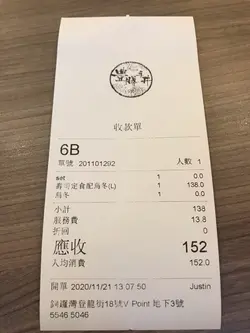 收款單
6B
單號 201101292 人數 1
set 1 0.0
壽司定食配烏冬(L) 1 138.0
烏冬 1 0.0
小計 138
服務費 13.8
折回 0
應收 152
人均消費 152.0
開單 2020/11/21 13:07:50 Justin
銅鑼灣登龍街18號V Point 地下3號
5546 5046